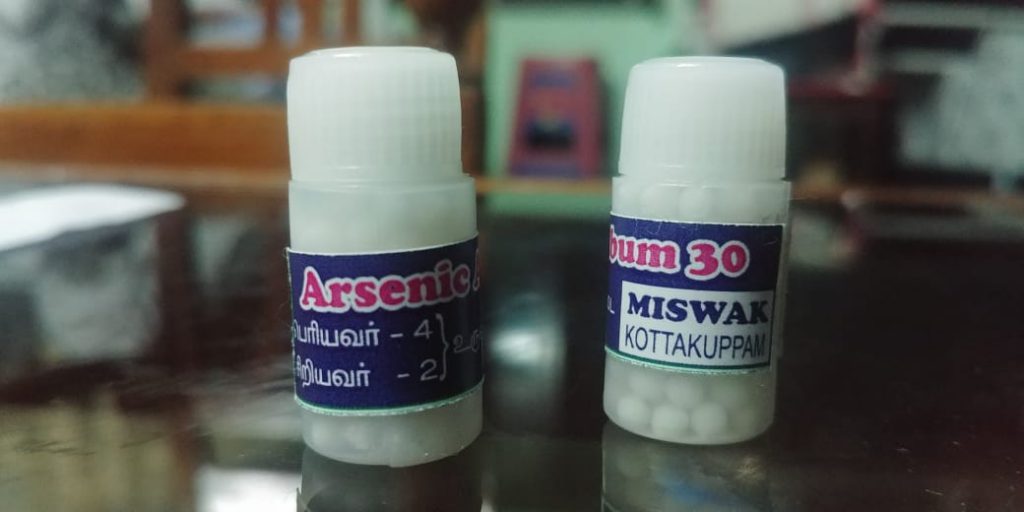 Arsenic
பெரியவர் - 4
சிறியவர் - 2
bum 30
MISWAK
KOTTAKUPPAM